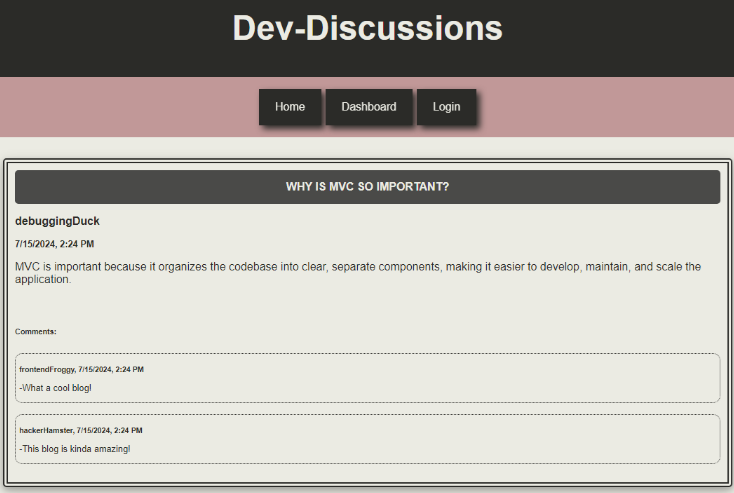 Dev-Discussions
Home Dashboard Login
WHY IS MVC SO IMPORTANT?
debuggingDuck
7/15/2024, 2:24 PM
MVC is important because it organizes the codebase into clear, separate components, making it easier to develop, maintain, and scale the
application.
Comments:
frontendFroggy, 7/15/2024, 2:24 PM
-What a cool blog!
hackerHamster, 7/15/2024, 2:24 PM
-This blog is kinda amazing!